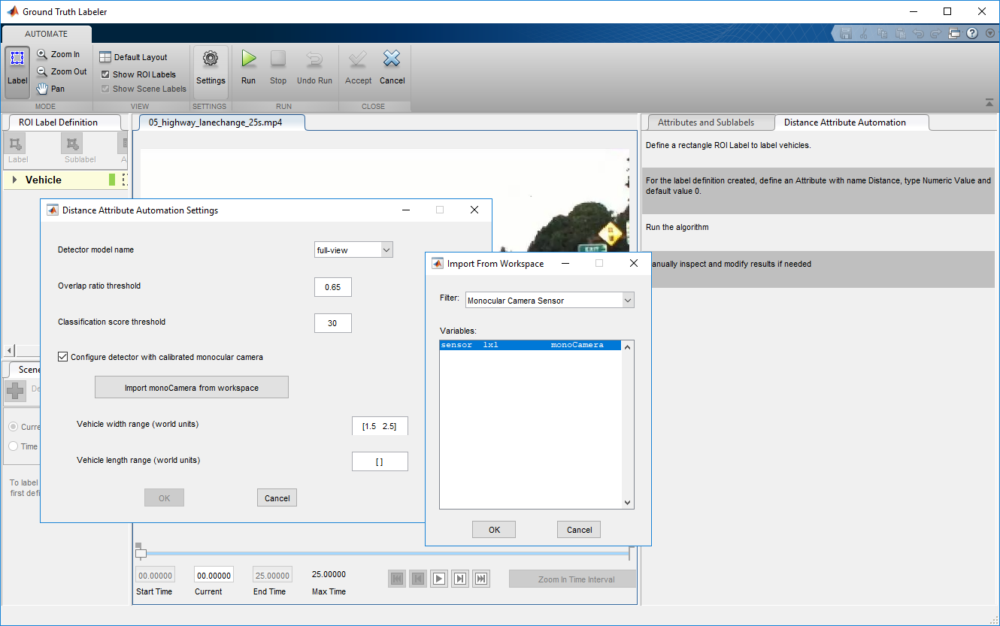 Ground Truth Labeler
AUTOMATE
Label
Zoom In
Zoom Out
Pan
MODE
Default Layout
Show ROI Labels
Show Scene Labels
VIEW
Settings
SETTINGS
Run
Stop
Undo Run
RUN
Accept
Cancel
CLOSE
ROI Label Definition
Label
Sublabel
A
Vehicle
05_highway_lanechange_25s.mp4
EXIT
Attributes and Sublabels
Distance Attribute Automation
Define a rectangle ROI Label to label vehicles.
For the label definition created, define an Attribute with name Distance, type Numeric Value and
default value 0.
Run the algorithm
anually inspect and modify results if needed
Distance Attribute Automation Settings
Detector model name
full-view
Overlap ratio threshold
0.65
Classification score threshold
30
Configure detector with calibrated monocular camera
Import monoCamera from workspace
Vehicle width range (world units)
[1.5 2.5]
Vehicle length range (world units)
[ ]
OK
Cancel
Import From Workspace
Filter:
Monocular Camera Sensor
Variables:
sensor 1x1 monoCamera
OK
Cancel
Scene
De
Curre
Time
To label
first defi
00.00000
00.00000
25.00000
25.00000
Start Time
Current
End Time
Max Time
Zoom In Time Interval